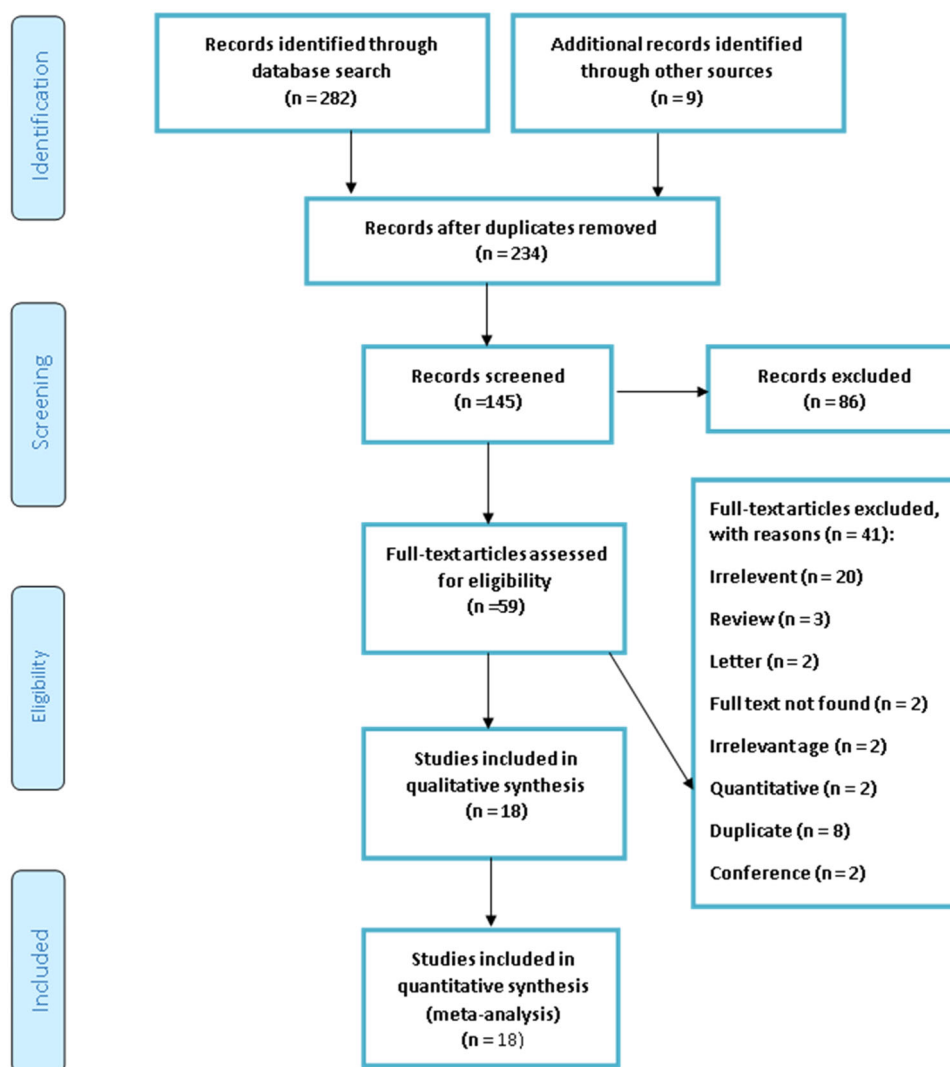 Identification
Records identified through
database search
(n = 282)
Additional records identified
through other sources
(n = 9)
Records after duplicates removed
(n = 234)
Screening
Records screened
(n =145)
Records excluded
(n = 86)
Full-text articles excluded,
with reasons (n = 41):
Irrelevent (n = 20)
Review (n = 3)
Letter (n = 2)
Full text not found (n = 2)
Irrelevant age (n = 2)
Quantitative (n = 2)
Duplicate (n = 8)
Conference (n = 2)
Eligibility
Full-text articles assessed
for eligibility
(n =59)
Studies included in
qualitative synthesis
(n = 18)
Included
Studies included in
quantitative synthesis
(meta-analysis)
(n = 18)